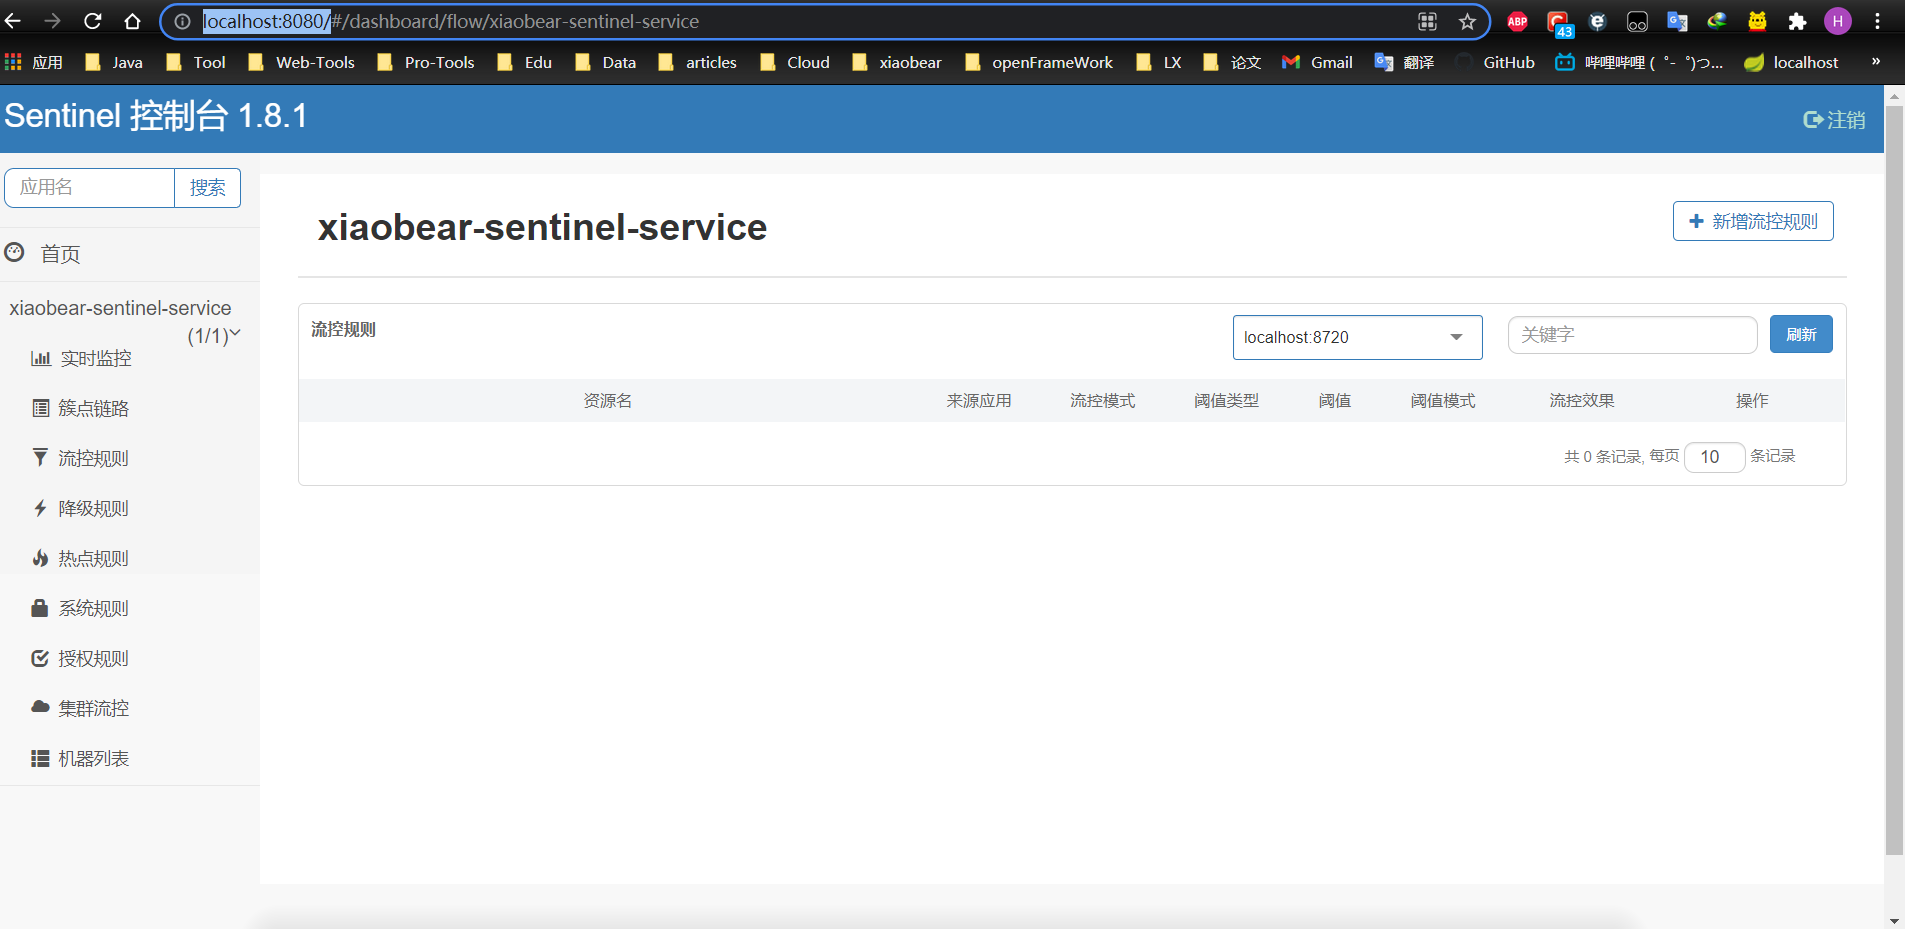 localhost:8080/#/dashboard/flow/xiaobear-sentinel-service
ABP
43
H
应用 Java Tool Web-Tools Pro-Tools Edu Data articles Cloud xiaobear openFrameWork LX 论文 Gmail 翻译 GitHub 哔哩哔哩 (゜-゜)つ... localhost »
Sentinel 控制台 1.8.1
注销
应用名 搜索
首页
xiaobear-sentinel-service
(1/1)
实时监控
簇点链路
流控规则
降级规则
热点规则
系统规则
授权规则
集群流控
机器列表
xiaobear-sentinel-service
新增流控规则
流控规则 localhost:8720 关键字 刷新
资源名 来源应用 流控模式 阈值类型 阈值 阈值模式 流控效果 操作
共 0 条记录, 每页 10 条记录